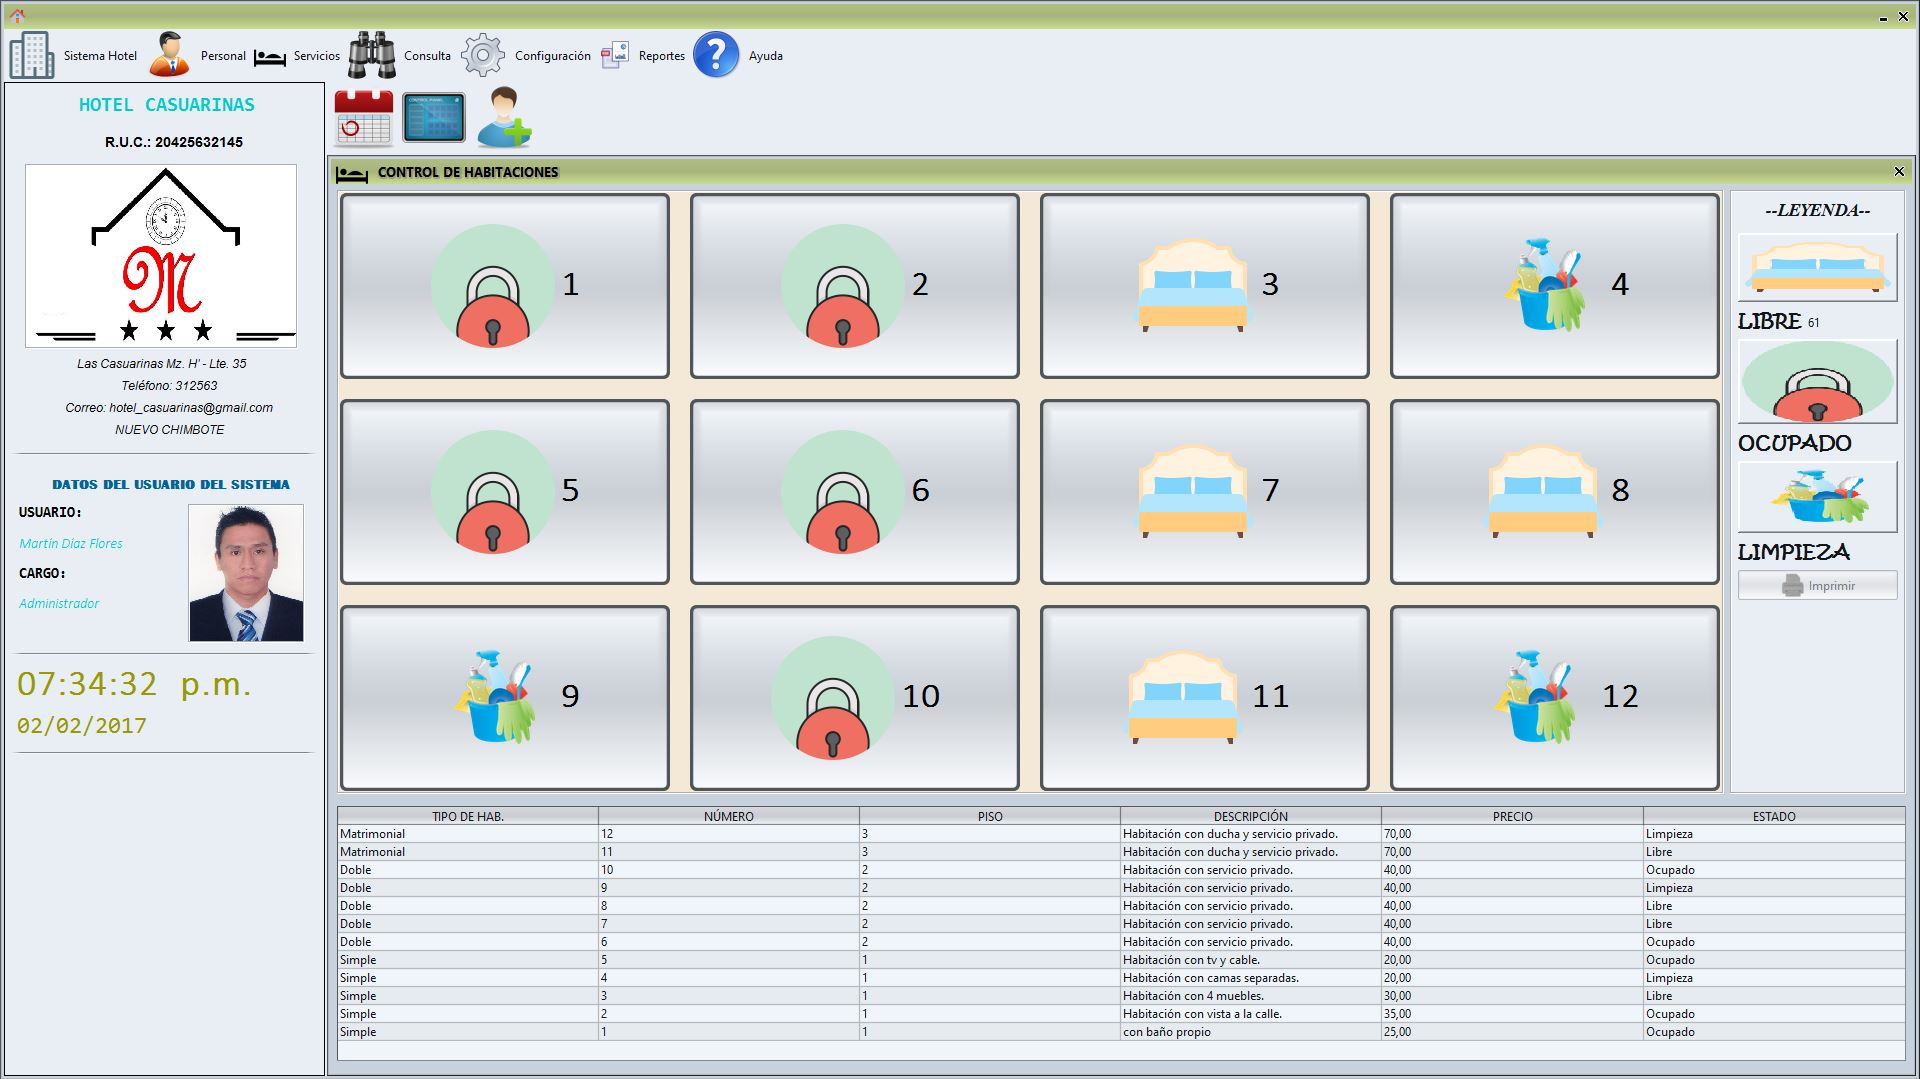 Sistema Hotel Personal Servicios Consulta Configuración Reportes ? Ayuda
HOTEL CASUARINAS
R.U.C.: 20425632145
M
Las Casuarinas Mz. H' - Lte. 35
Teléfono: 312563
Correo: hotel_casuarinas@gmail.com
NUEVO CHIMBOTE
DATOS DEL USUARIO DEL SISTEMA
USUARIO:
Martín Díaz Flores
CARGO:
Administrador
07:34:32 p.m.
02/02/2017
CONTROL DE HABITACIONES
1 2 3 4
5 6 7 8
9 10 11 12
--LEYENDA--
LIBRE 61
OCUPADO
LIMPIEZA
Imprimir
TIPO DE HAB. NÚMERO PISO DESCRIPCIÓN PRECIO ESTADO
Matrimonial 12 3 Habitación con ducha y servicio privado. 70,00 Limpieza
Matrimonial 11 3 Habitación con ducha y servicio privado. 70,00 Libre
Doble 10 2 Habitación con servicio privado. 40,00 Ocupado
Doble 9 2 Habitación con servicio privado. 40,00 Limpieza
Doble 8 2 Habitación con servicio privado. 40,00 Libre
Doble 7 2 Habitación con servicio privado. 40,00 Libre
Doble 6 2 Habitación con servicio privado. 40,00 Ocupado
Simple 5 1 Habitación con tv y cable. 20,00 Ocupado
Simple 4 1 Habitación con camas separadas. 20,00 Limpieza
Simple 3 1 Habitación con 4 muebles. 30,00 Libre
Simple 2 1 Habitación con vista a la calle. 35,00 Ocupado
Simple 1 1 con baño propio 25,00 Ocupado